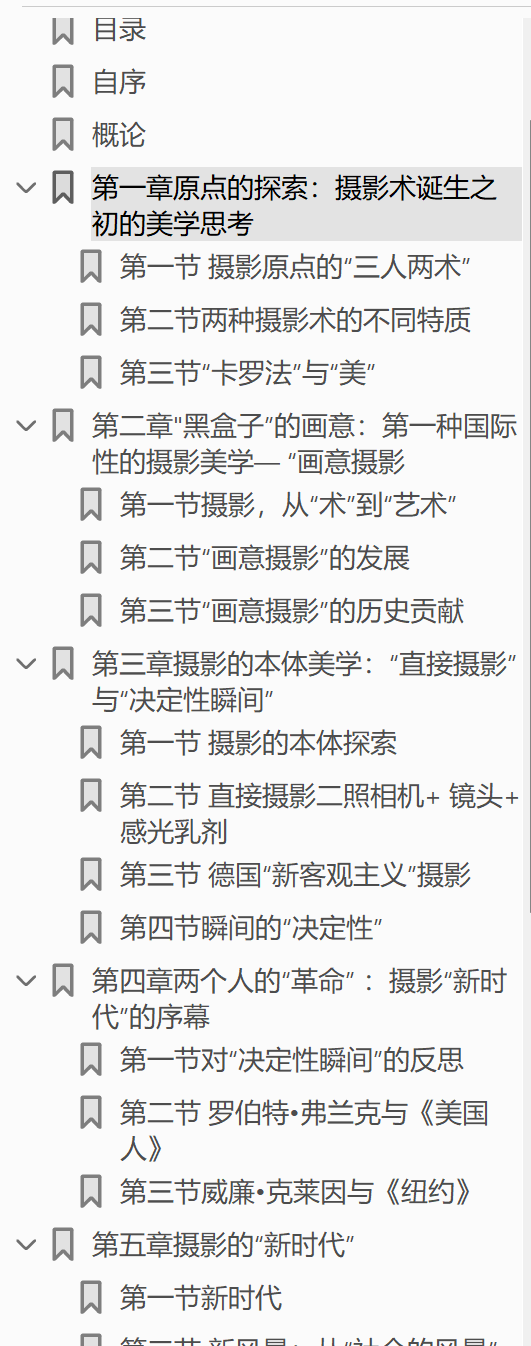 目录
自序
概论
第一章原点的探索：摄影术诞生之
初的美学思考
第一节 摄影原点的“三人两术”
第二节两种摄影术的不同特质
第三节“卡罗法”与“美”
第二章"黑盒子”的画意：第一种国际
性的摄影美学— “画意摄影
第一节摄影，从“术”到“艺术”
第二节“画意摄影”的发展
第三节“画意摄影”的历史贡献
第三章摄影的本体美学：“直接摄影”
与“决定性瞬间”
第一节 摄影的本体探索
第二节 直接摄影二照相机+ 镜头+
感光乳剂
第三节 德国“新客观主义”摄影
第四节瞬间的“决定性”
第四章两个人的“革命” ：摄影“新时
代”的序幕
第一节对“决定性瞬间”的反思
第二节 罗伯特•弗兰克与《美国
人》
第三节威廉•克莱因与《纽约》
第五章摄影的“新时代”
第一节新时代
第二节 新风景：从“社会的风景”